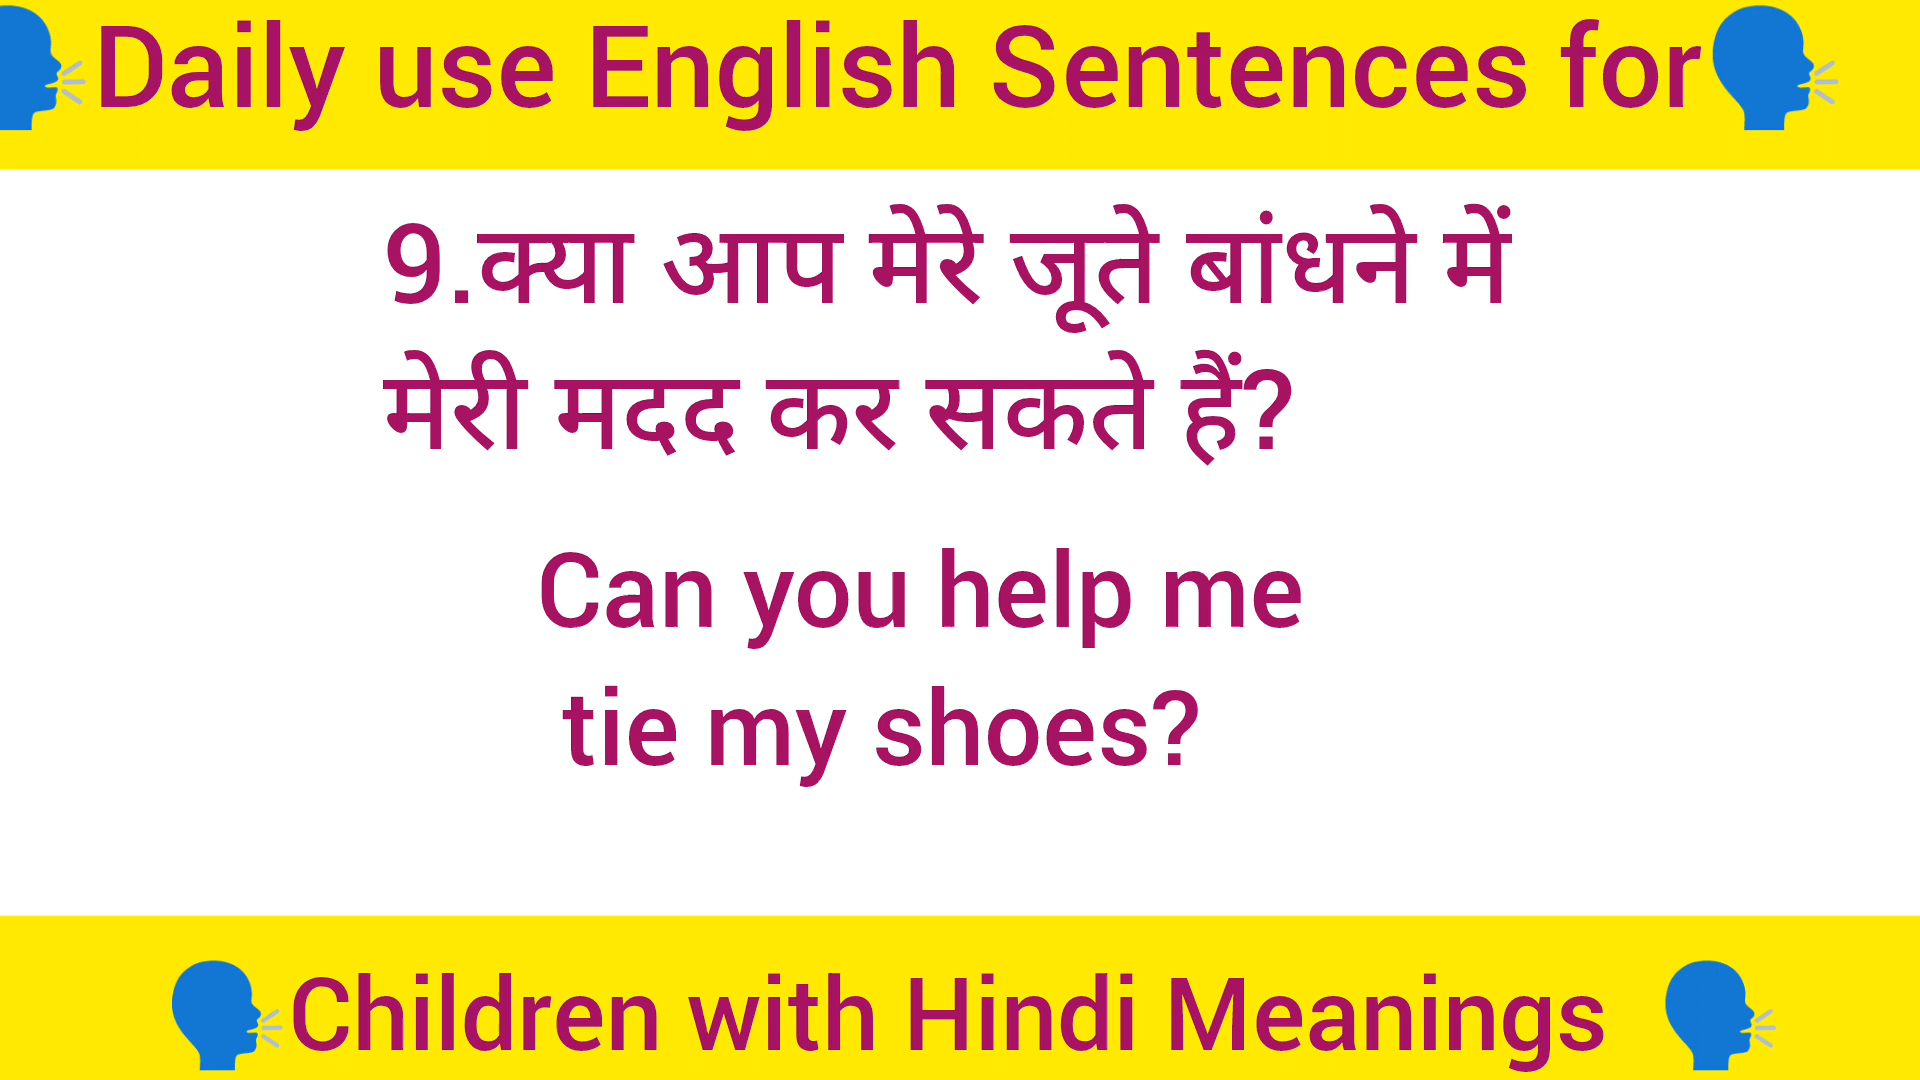 Daily use English Sentences for
9.क्या आप मेरे जूते बांधने में
मेरी मदद कर सकते हैं?
Can you help me
tie my shoes?
Children with Hindi Meanings